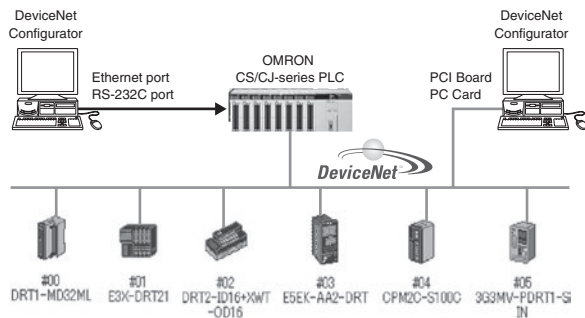 DeviceNet
Configurator
DeviceNet
Configurator
OMRON
CS/CJ-series PLC
Ethernet port
RS-232C port
PCI Board
PC Card
DeviceNet
#00
DRT1-MD32ML
#01
E3X-DRT21
#02
DRT2-ID16+XWT
-OD16
#03
E5EK-AA2-DRT
#04
CPM2C-S100C
#05
3G3MV-PDRT1-SI
IN